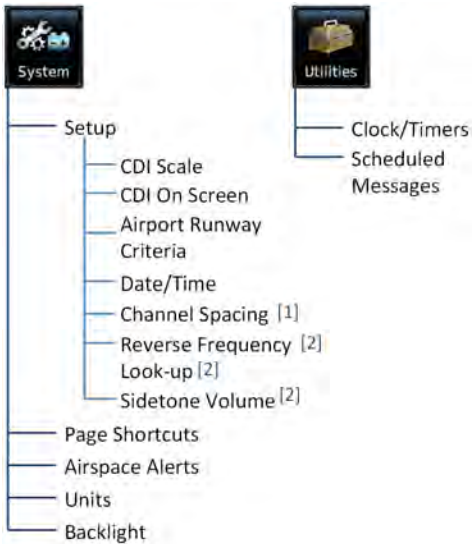 System
Setup
CDI Scale
CDI On Screen
Airport Runway
Criteria
Date/Time
Channel Spacing [1]
Reverse Frequency [2]
Look-up [2]
Sidetone Volume [2]
Page Shortcuts
Airspace Alerts
Units
Backlight
Utilities
Clock/Timers
Scheduled
Messages